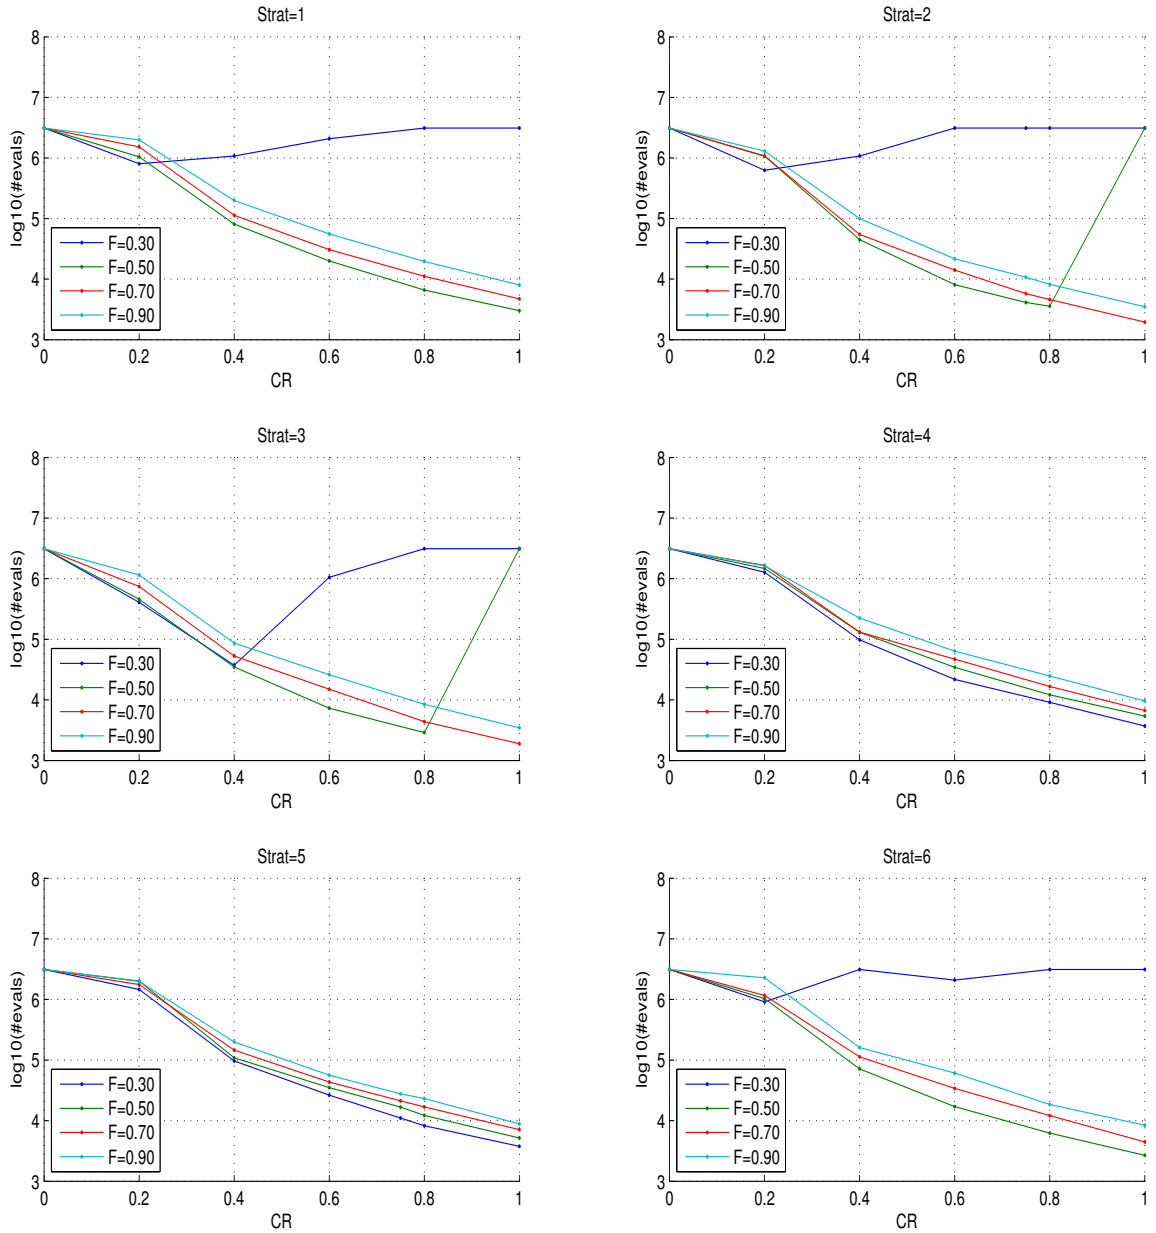 Strat=1
8
7
6
5
4
3
log10(#evals)
F=0.30
F=0.50
F=0.70
F=0.90
0 0.2 0.4 0.6 0.8 1
CR
Strat=2
8
7
6
5
4
3
log10(#evals)
F=0.30
F=0.50
F=0.70
F=0.90
0 0.2 0.4 0.6 0.8 1
CR
Strat=3
8
7
6
5
4
3
log10(#evals)
F=0.30
F=0.50
F=0.70
F=0.90
0 0.2 0.4 0.6 0.8 1
CR
Strat=4
8
7
6
5
4
3
log10(#evals)
F=0.30
F=0.50
F=0.70
F=0.90
0 0.2 0.4 0.6 0.8 1
CR
Strat=5
8
7
6
5
4
3
log10(#evals)
F=0.30
F=0.50
F=0.70
F=0.90
0 0.2 0.4 0.6 0.8 1
CR
Strat=6
8
7
6
5
4
3
log10(#evals)
F=0.30
F=0.50
F=0.70
F=0.90
0 0.2 0.4 0.6 0.8 1
CR